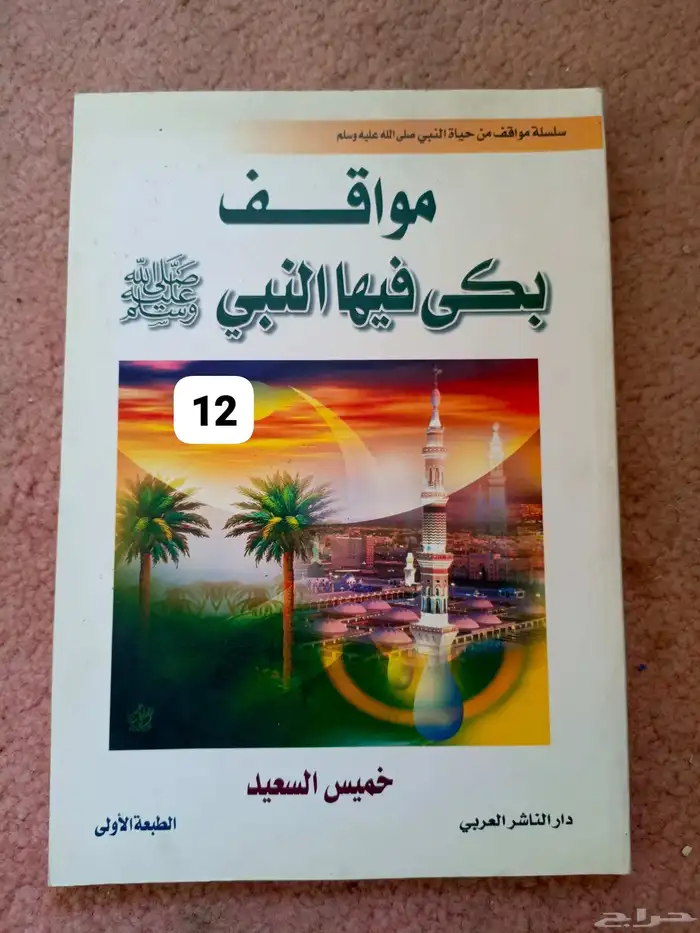 سلسلة مواقف من حياة النبي صلى الله عليه وسلم
مواقف
بكى فيها النبي صلى الله عليه وسلم
12
خميس السعيد
دار الناشر العربي
الطبعة الأولى
حراج